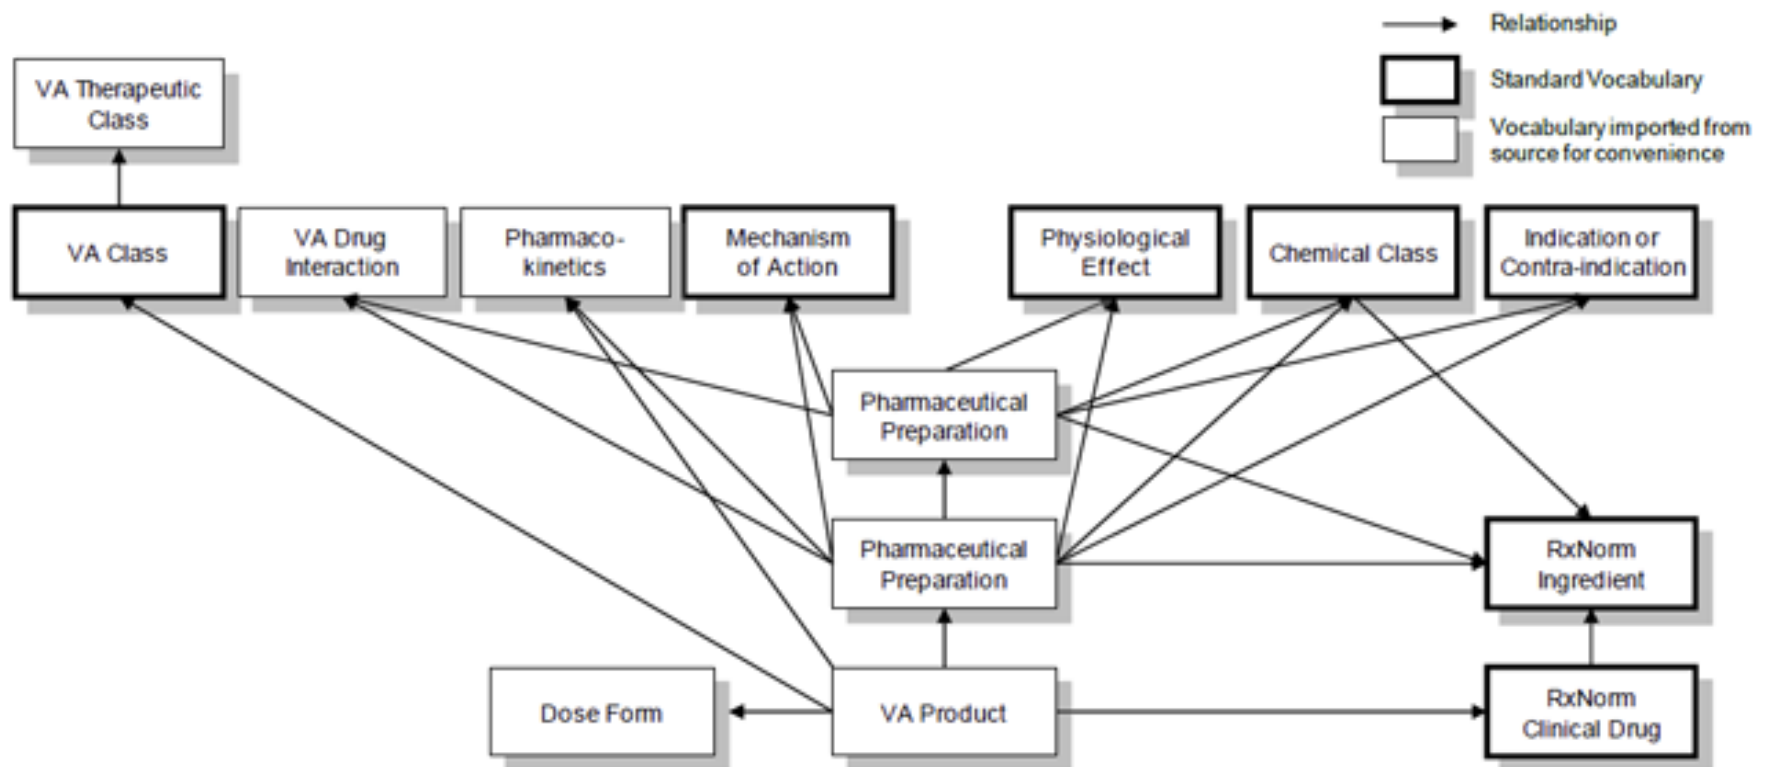 Relationship
Standard Vocabulary
Vocabulary imported from
source for convenience
VA Therapeutic
Class
VA Class
VA Drug
Interaction
Pharmaco-
kinetics
Mechanism
of Action
Physiological
Effect
Chemical Class
Indication or
Contra-indication
Pharmaceutical
Preparation
Pharmaceutical
Preparation
RxNorm
Ingredient
Dose Form
VA Product
RxNorm
Clinical Drug